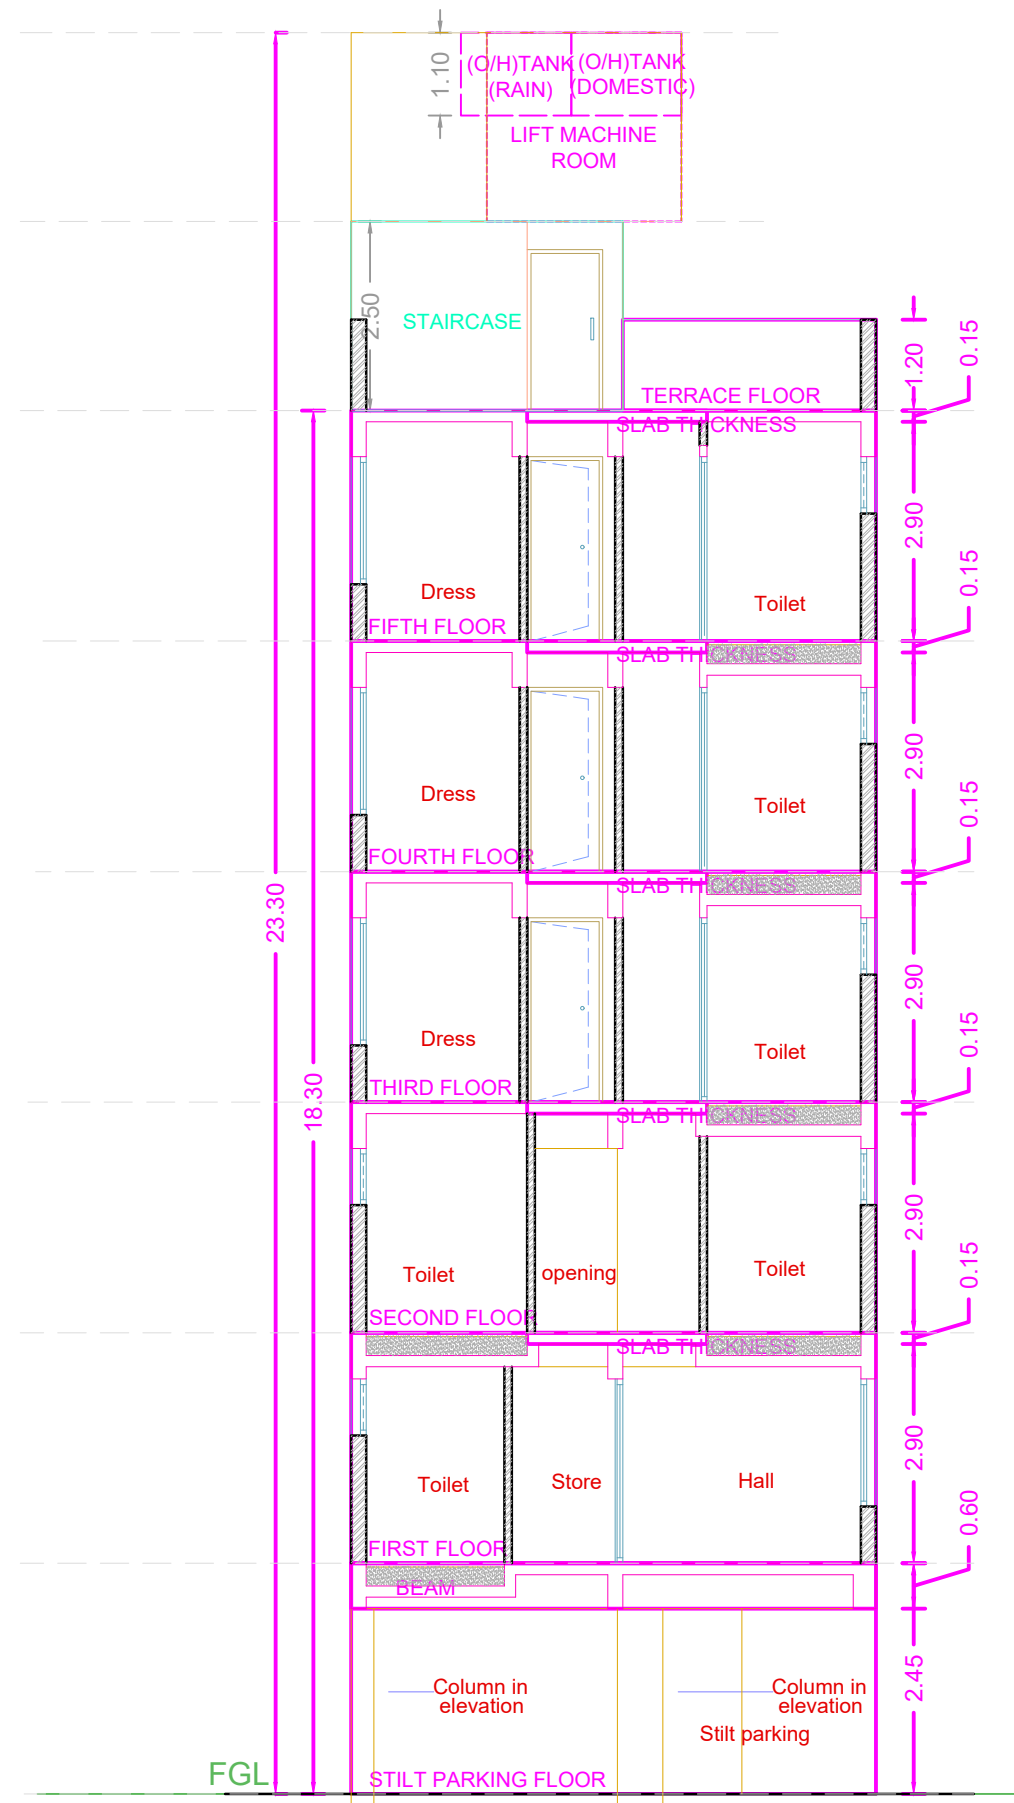 1.10
(O/H)TANK
(RAIN)
(O/H)TANK
(DOMESTIC)
LIFT MACHINE
ROOM
2.50
STAIRCASE
1.20
0.15
TERRACE FLOOR
SLAB THICKNESS
2.90
0.15
Dress
Toilet
FIFTH FLOOR
SLAB THICKNESS
2.90
0.15
Dress
Toilet
FOURTH FLOOR
SLAB THICKNESS
23.30
2.90
0.15
Dress
Toilet
THIRD FLOOR
18.30
SLAB THICKNESS
2.90
0.15
Toilet
opening
Toilet
SECOND FLOOR
SLAB THICKNESS
2.90
0.60
Toilet
Store
Hall
FIRST FLOOR
BEAM
2.45
Column in
elevation
Column in
elevation
Stilt parking
FGL
STILT PARKING FLOOR